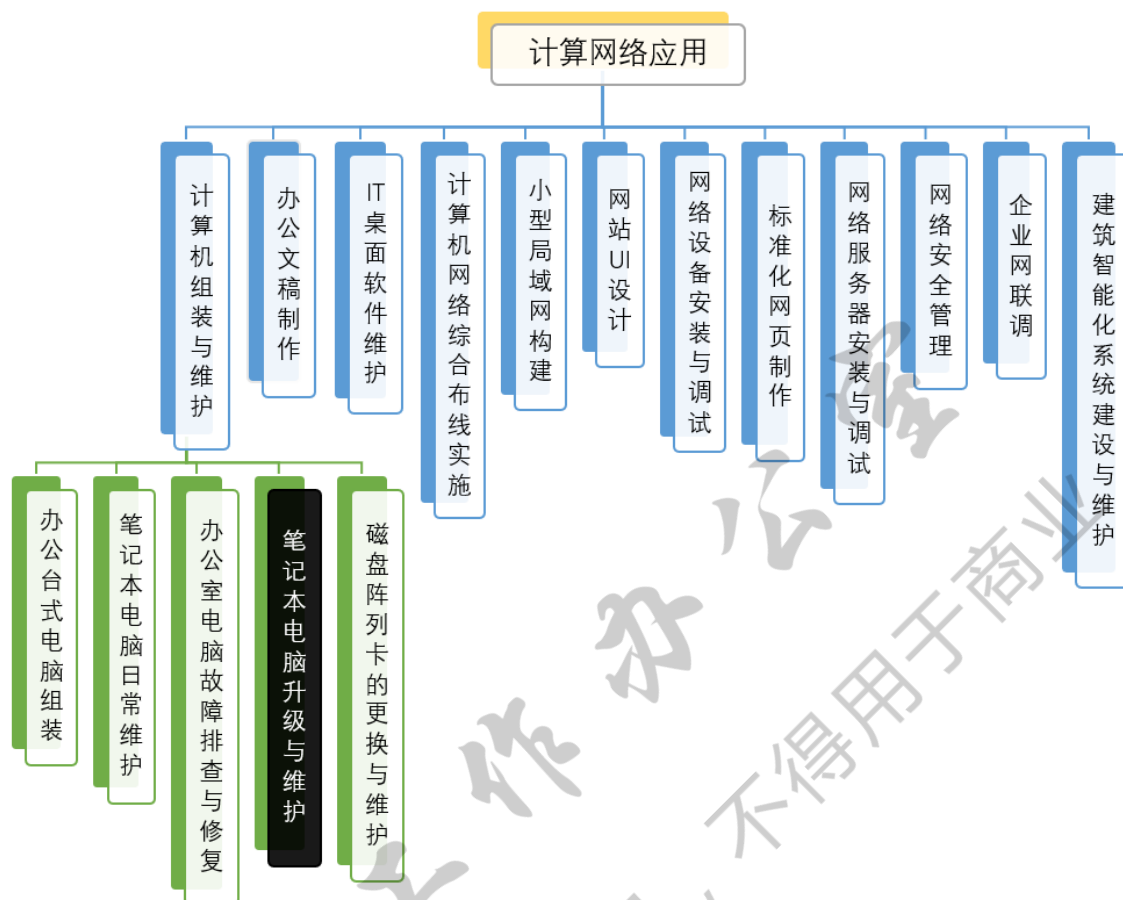 计算网络应用
计算机组装与维护
办公文稿制作
IT桌面软件维护
计算机网络综合布线实施
小型局域网构建
网站UI设计
网络设备安装与调试
标准化网页制作
网络服务器安装与调试
网络安全管理
企业网联调
建筑智能化系统建设与维护
办公台式电脑组装
笔记本电脑日常维护
办公室电脑故障排查与修复
笔记本电脑升级与维护
磁盘阵列卡的更换与维护
作办公室
不得用于商业